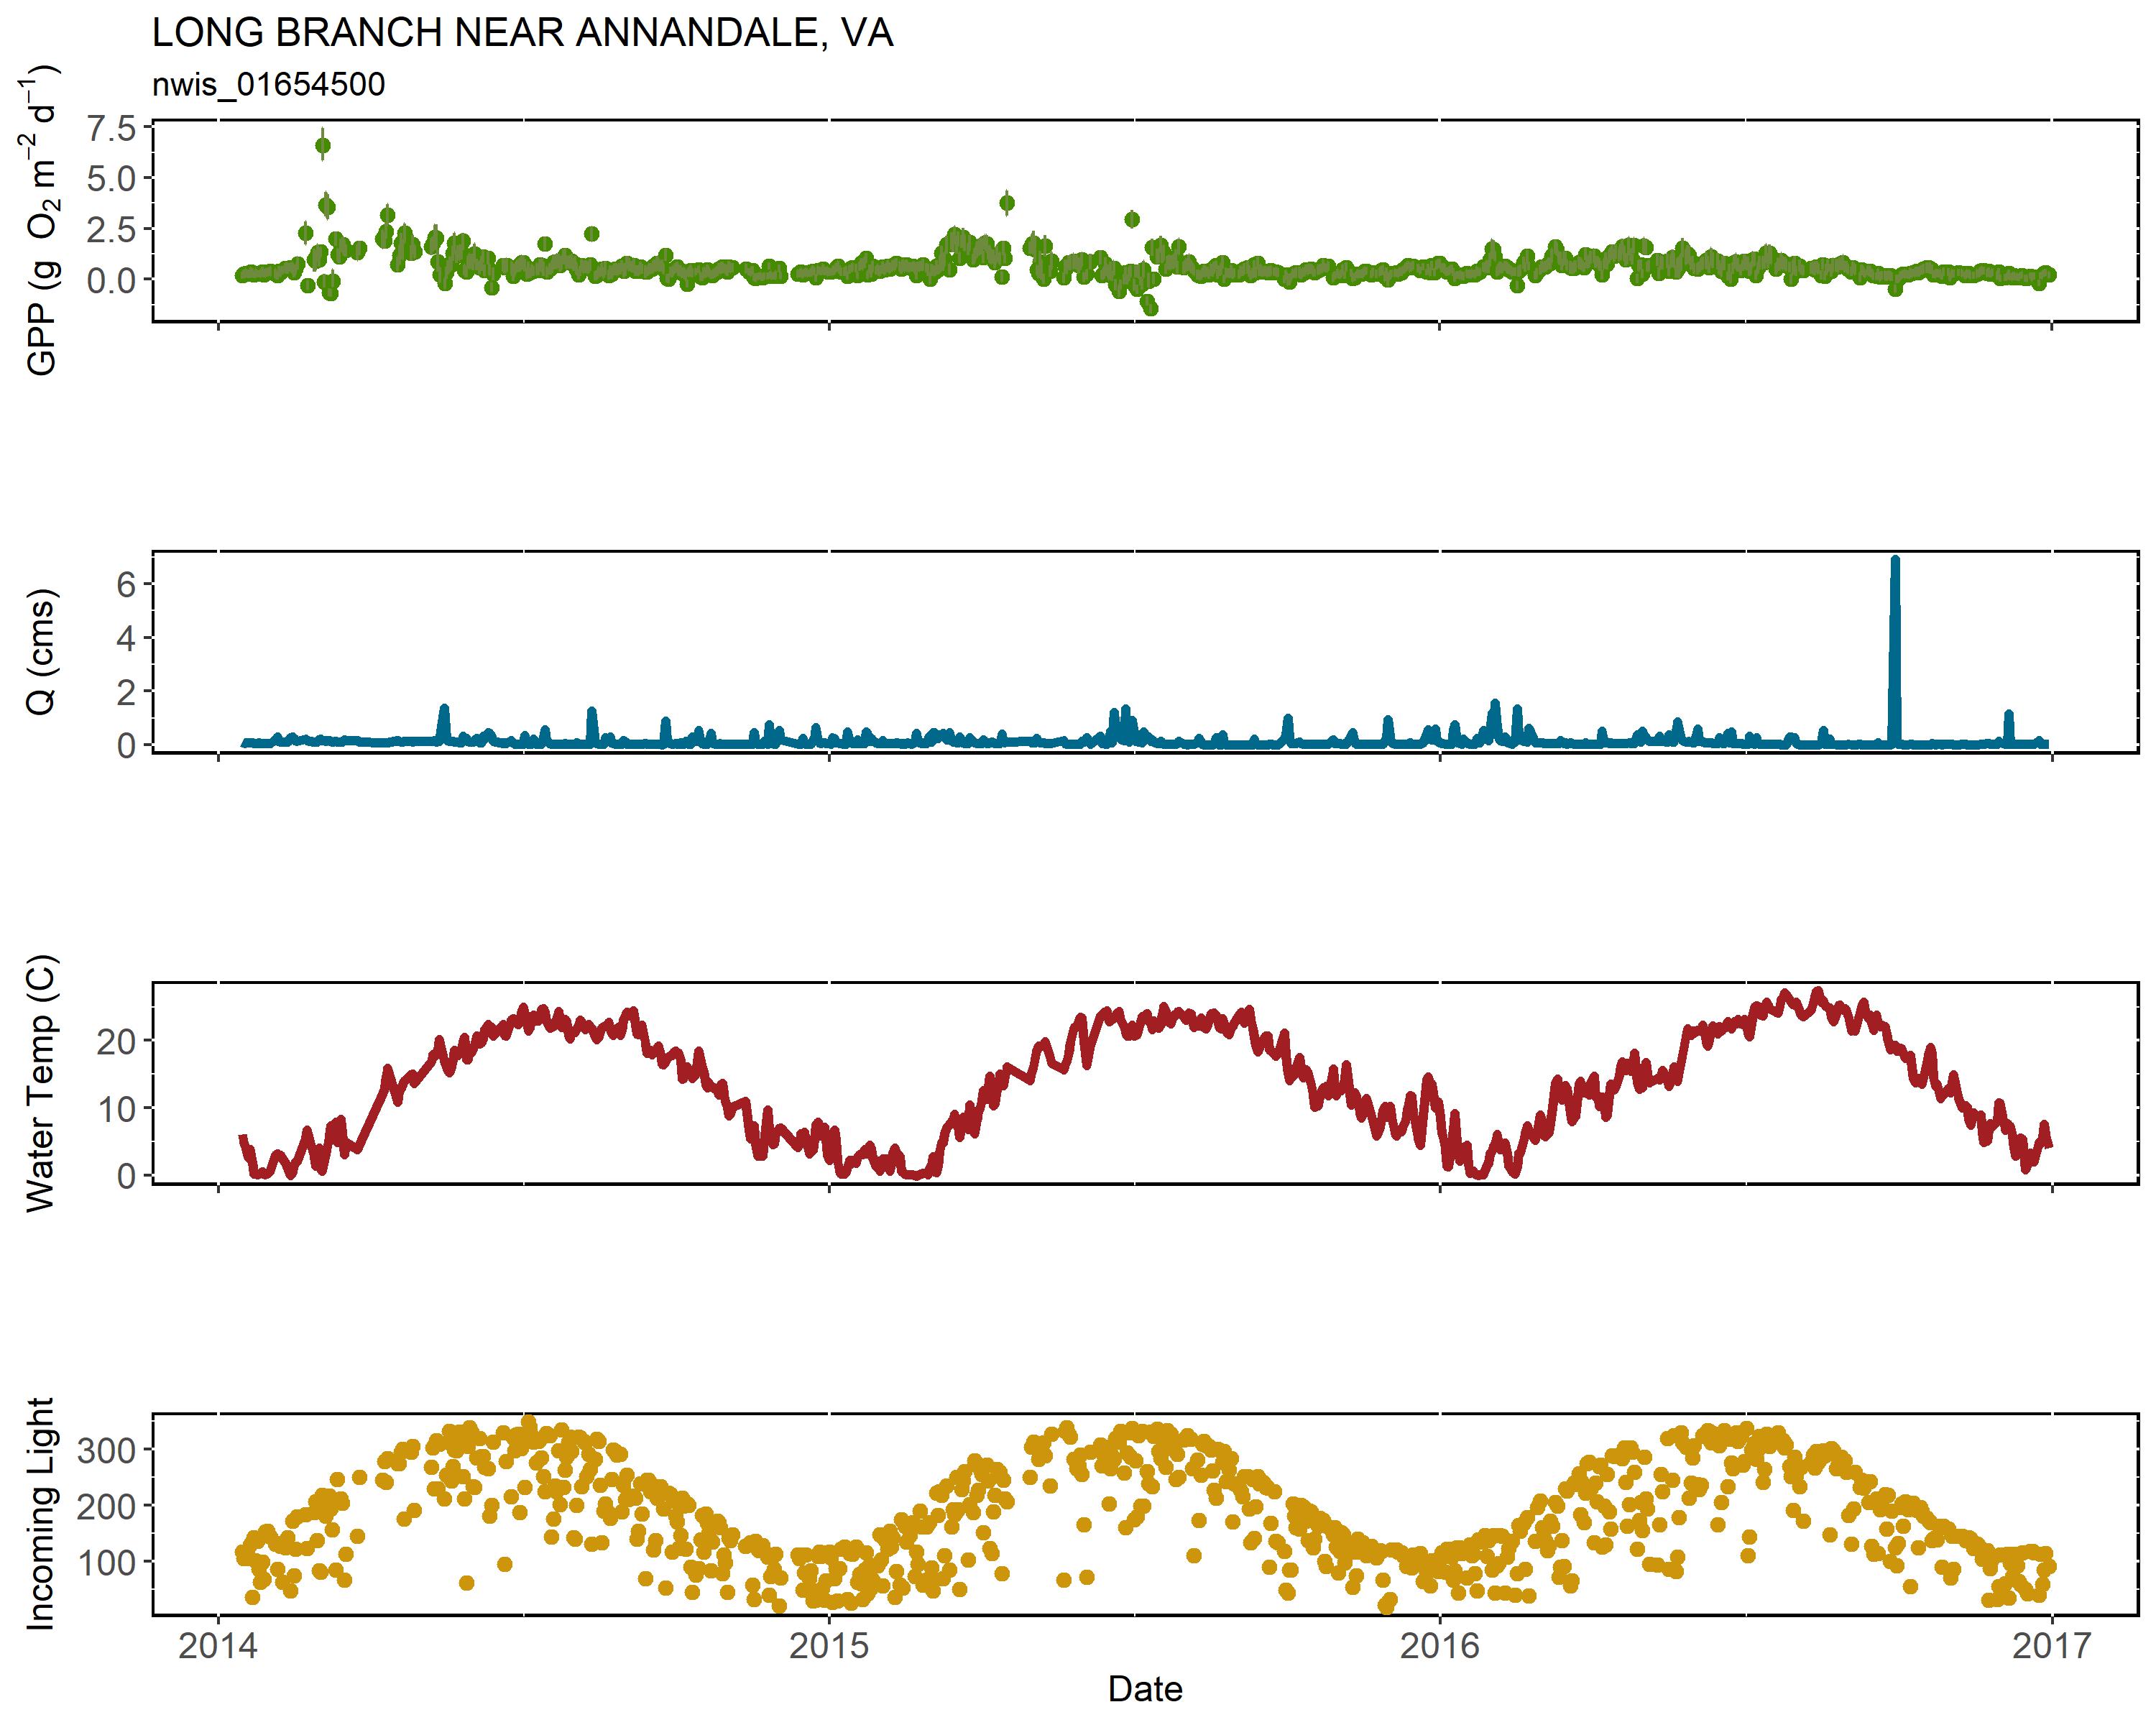 LONG BRANCH NEAR ANNANDALE, VA
nwis_01654500
GPP (g O₂ m⁻² d⁻¹)
7.5
5.0
2.5
0.0
Q (cms)
6
4
2
0
Water Temp (C)
20
10
0
Incoming Light
300
200
100
2014 2015 2016 2017
Date